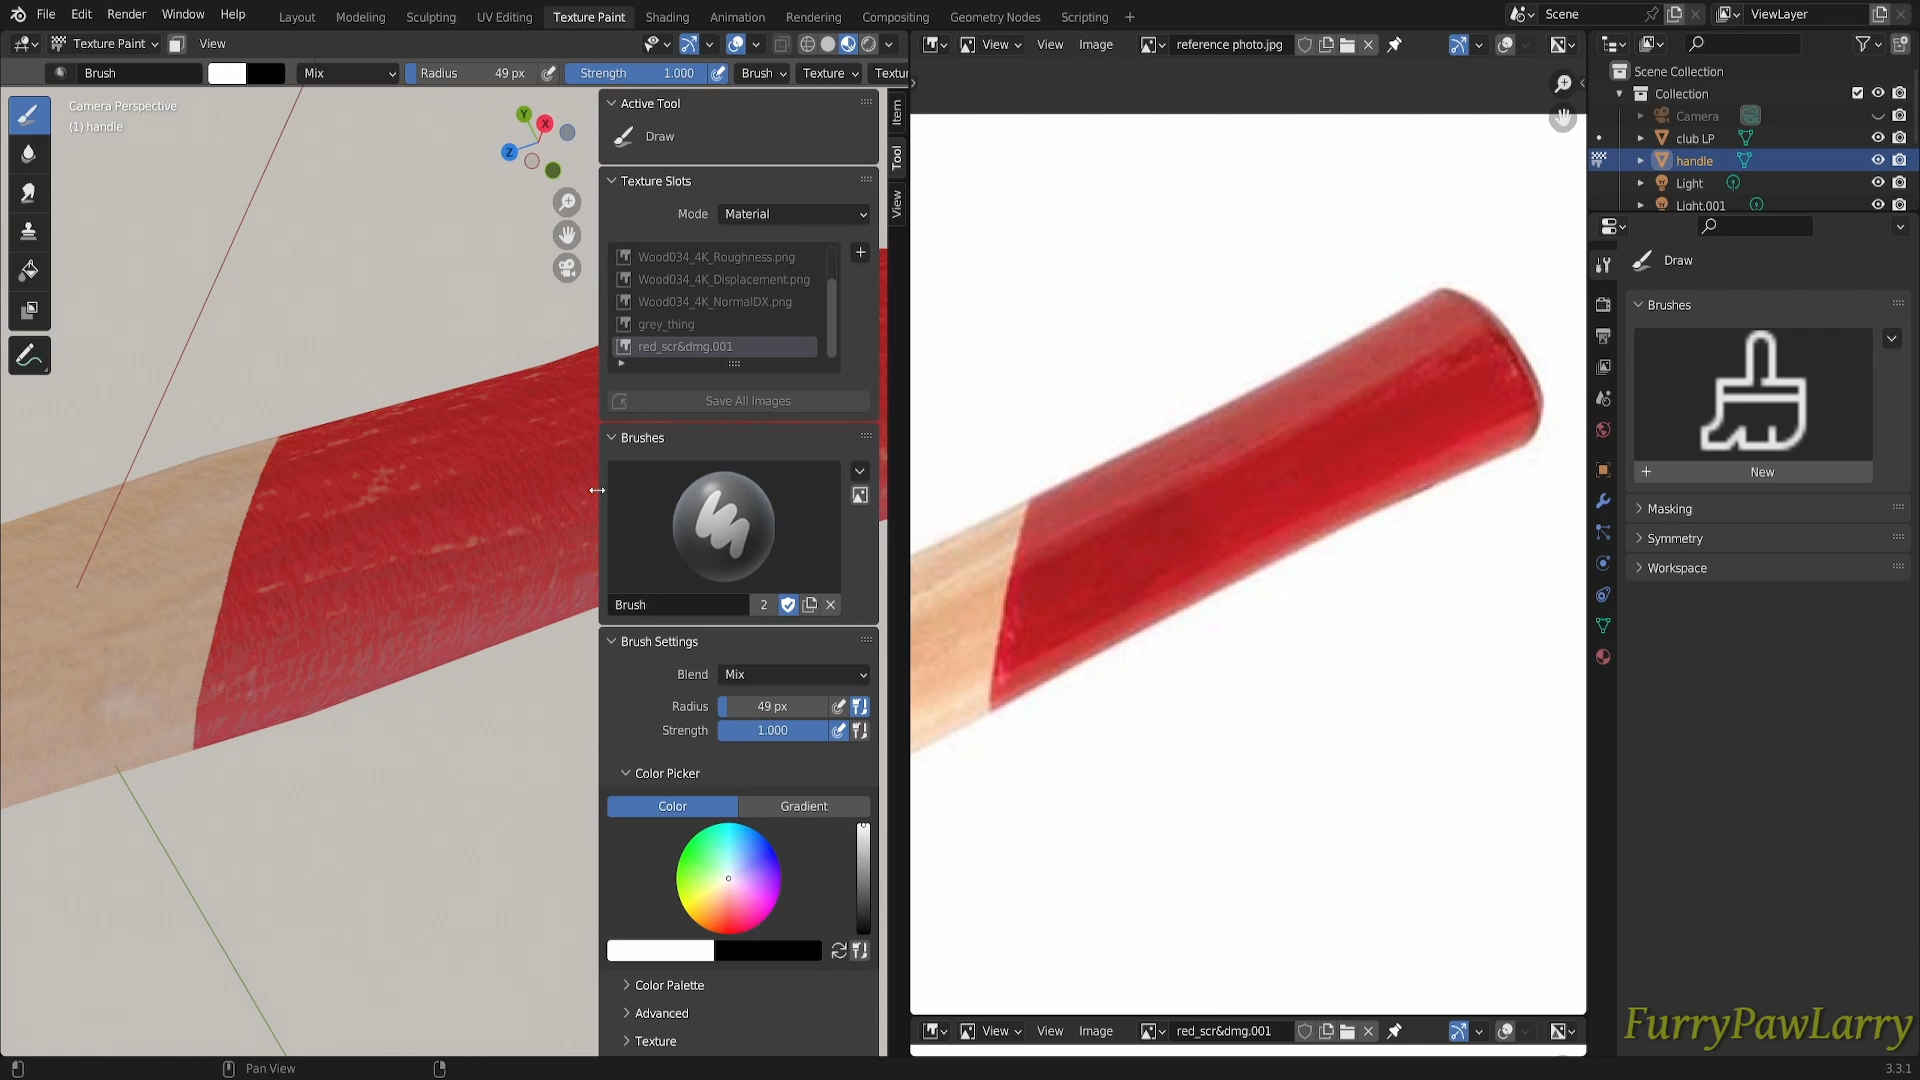 File Edit Render Window Help Layout Modeling Sculpting UV Editing Texture Paint Shading Animation Rendering Compositing Geometry Nodes Scripting + Scene ViewLayer
Texture Paint View
View View Image reference photo.jpg
Brush Mix Radius 49 px Strength 1.000 Brush Texture Textur
Camera Perspective
(1) handle
X
Y
Z
Active Tool
Draw
Texture Slots
Mode Material
Wood034_4K_Roughness.png
Wood034_4K_Displacement.png
Wood034_4K_NormalDX.png
grey_thing
red_scr&dmg.001
Save All Images
Brushes
Brush 2
Brush Settings
Blend Mix
Radius 49 px
Strength 1.000
Color Picker
Color Gradient
Color Palette
Advanced
Texture
Item
Tool
View
View View Image red_scr&dmg.001
Scene Collection
Collection
Camera
club LP
handle
Light
Light.001
Draw
Brushes
New
Masking
Symmetry
Workspace
FurryPawLarry
Pan View
3.3.1